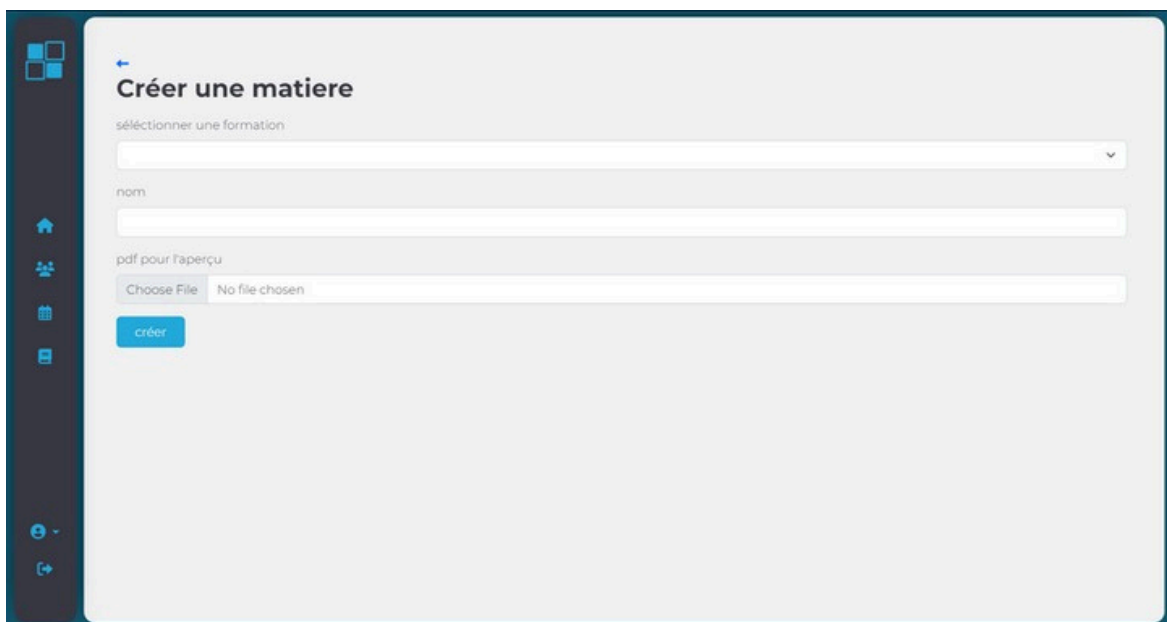 Créer une matiere
séléctionner une formation
nom
pdf pour l'aperçu
Choose File No file chosen
créer